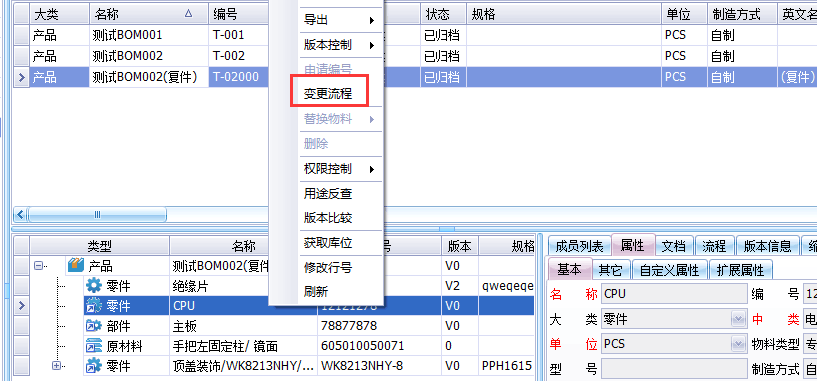 大类 名称 编号 状态 规格 单位 制造方式 英文名
产品 测试BOM001 T-001 已归档 PCS 自制
产品 测试BOM002 T-002 已归档 PCS 自制
产品 测试BOM002(复件) T-02000 已归档 PCS 自制 (复件)
导出
版本控制
申请编号
变更流程
替换物料
删除
权限控制
用途反查
版本比较
获取库位
修改行号
刷新
类型 名称 号 版本 规格
产品 测试BOM002(复件 V0
零件 绝缘片 V2 qweqeqe
零件 CPU 12121278 V0
部件 主板 78877878 V0
原材料 手把左固定柱/ 镜面 605010050071 0
零件 顶盖装饰/WK8213NHY/... WK8213NHY-8 V0 PPH1615
成员列表 属性 文档 流程 版本信息
基本 其它 自定义属性 扩展属性
名 称 CPU 编 号 12
大 类 零件 中 类 电
单 位 PCS 物料类型 专
型 号 制造方式 自